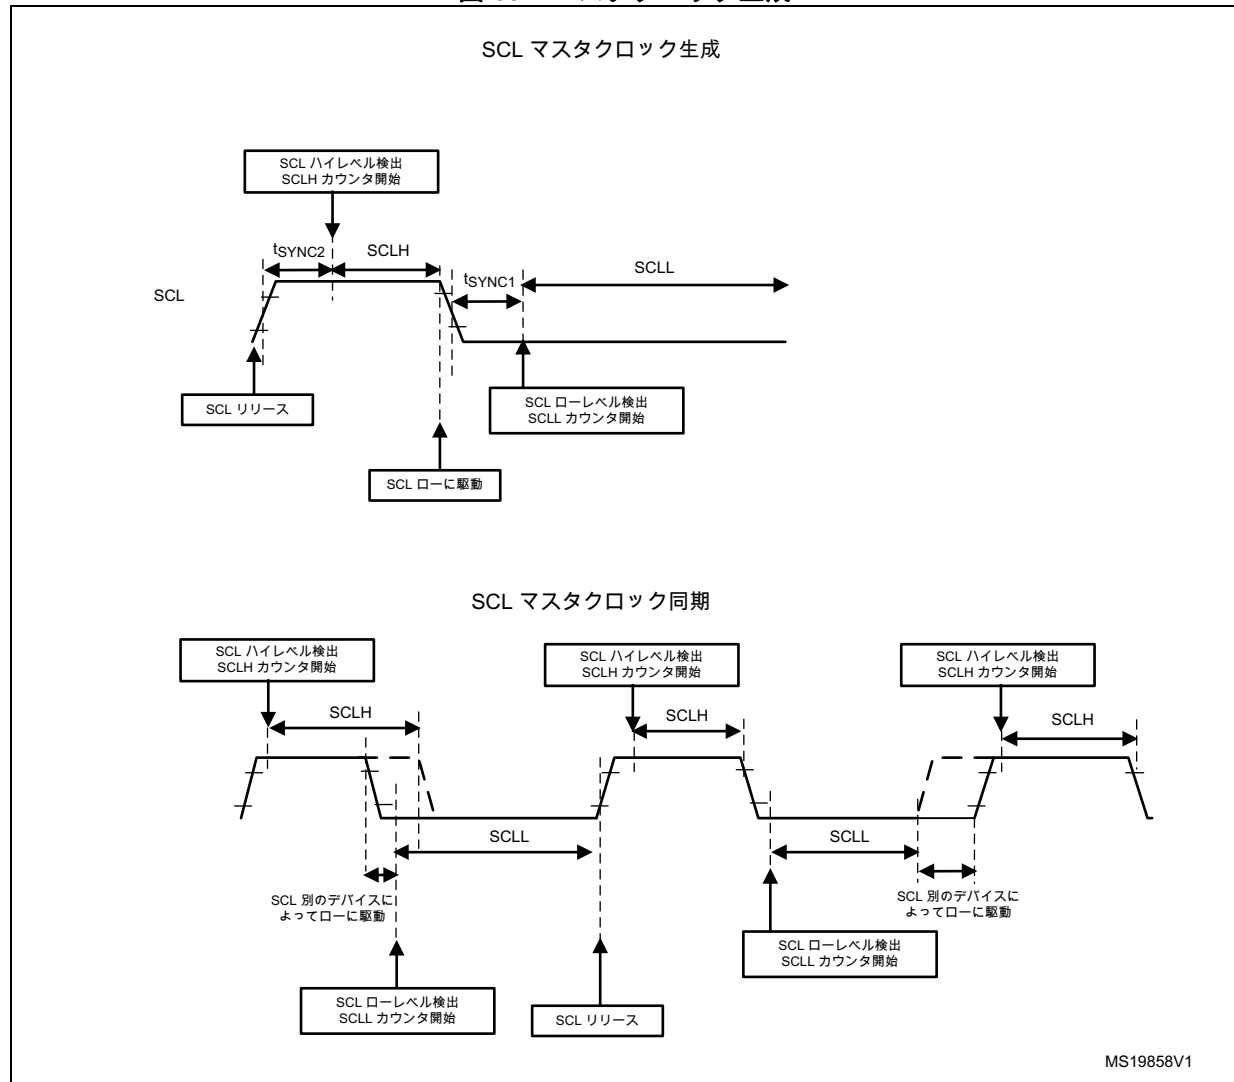 SCL マスタクロック生成
SCL ハイレベル検出
SCLH カウンタ開始
tSYNC2
SCLH
tSYNC1
SCLL
SCL
SCL リリース
SCL ローレベル検出
SCLL カウンタ開始
SCL ローに駆動
SCL マスタクロック同期
SCL ハイレベル検出
SCLH カウンタ開始
SCL ハイレベル検出
SCLH カウンタ開始
SCL ハイレベル検出
SCLH カウンタ開始
SCLH
SCLH
SCLH
SCLL
SCLL
SCL 別のデバイスに
よってローに駆動
SCL 別のデバイスに
よってローに駆動
SCL ローレベル検出
SCLL カウンタ開始
SCL ローレベル検出
SCLL カウンタ開始
SCL リリース
MS19858V1